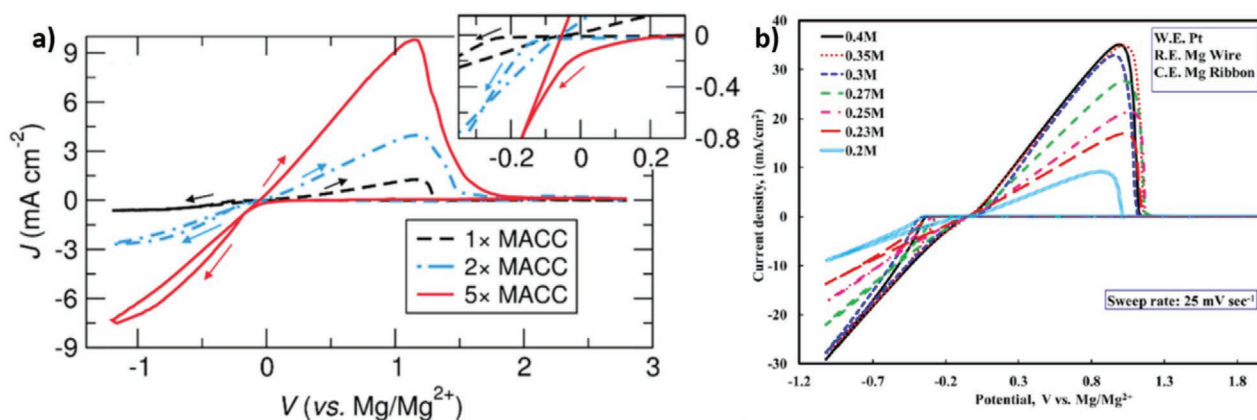 a)
9
6
3
0
-3
-6
-9
J (mA cm⁻²)
-1
0
1
2
3
V (vs. Mg/Mg²⁺)
1× MACC
2× MACC
5× MACC
0
-0.4
-0.8
-0.2
0
0.2
b)
0.4M
0.35M
0.3M
0.27M
0.25M
0.23M
0.2M
W.E. Pt
R.E. Mg Wire
C.E. Mg Ribbon
Sweep rate: 25 mV sec⁻¹
40
30
20
10
0
-10
-20
-30
Current density, i (mA/cm²)
-1.2
-0.7
-0.2
0.3
0.8
1.3
1.8
Potential, V vs. Mg/Mg²⁺